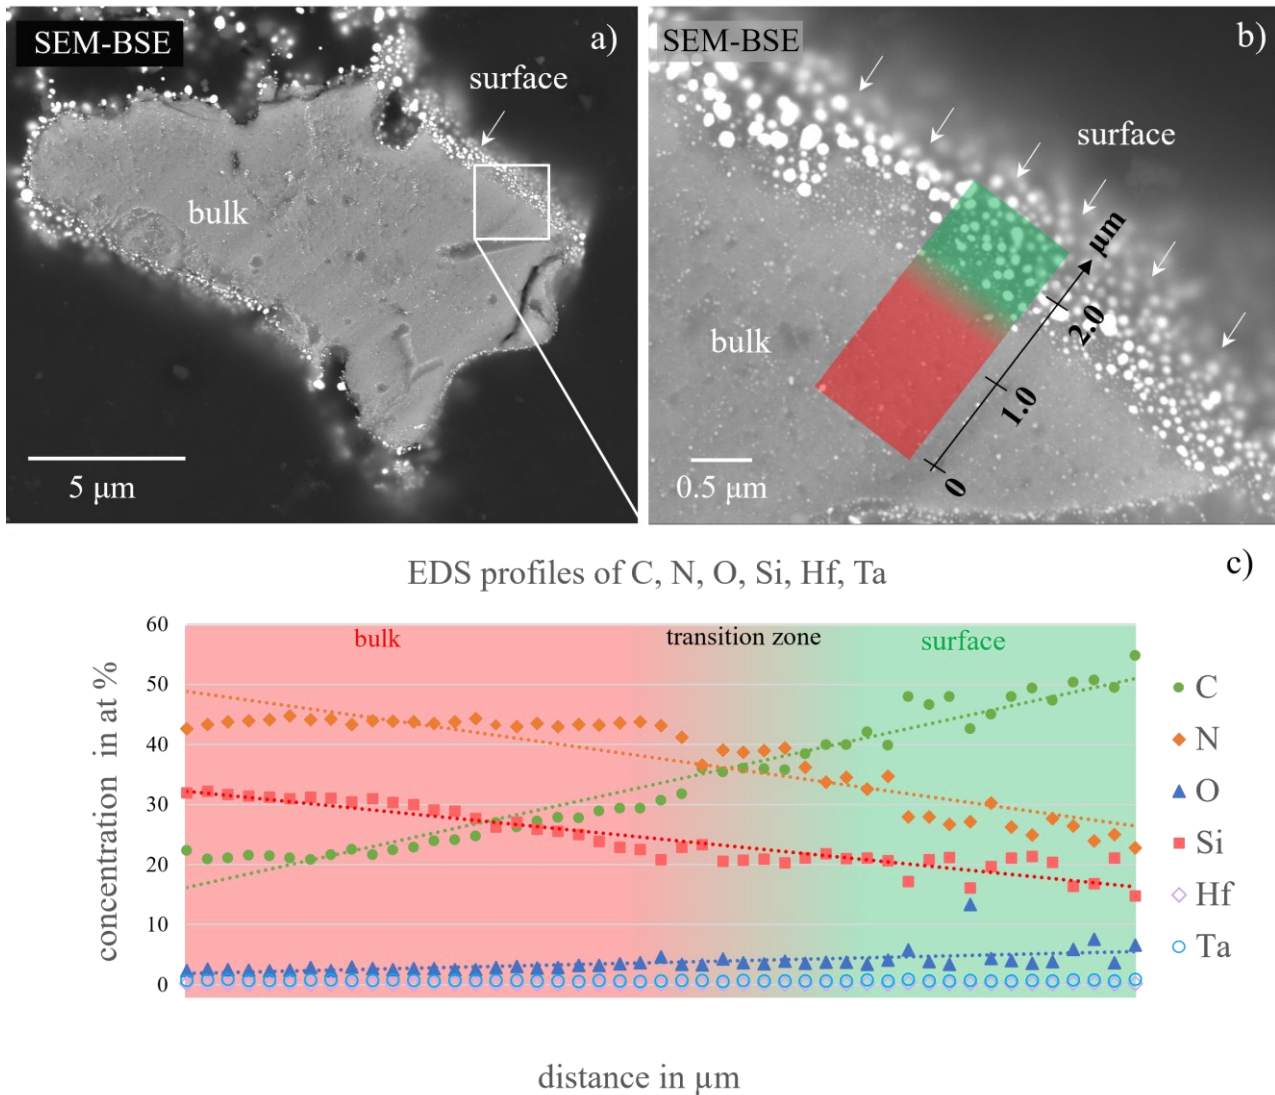 SEM-BSE
a)
surface
bulk
5 µm
SEM-BSE
b)
surface
bulk
µm
2.0
1.0
0
0.5 µm
EDS profiles of C, N, O, Si, Hf, Ta
c)
60
50
40
30
20
10
0
concentration in at %
bulk
transition zone
surface
C
N
O
Si
Hf
Ta
distance in µm